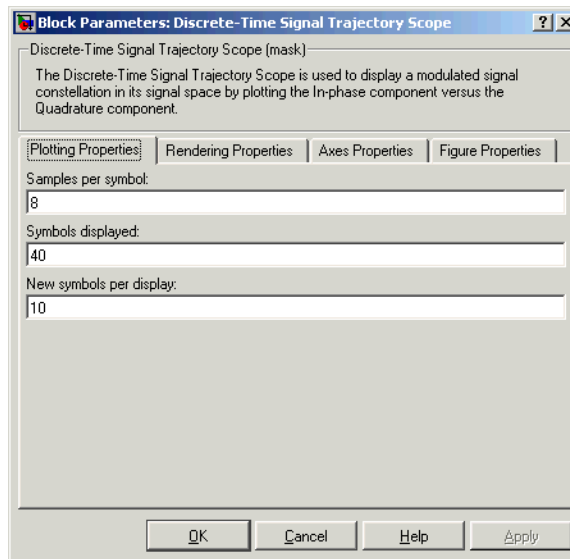 Block Parameters: Discrete-Time Signal Trajectory Scope
Discrete-Time Signal Trajectory Scope (mask)
The Discrete-Time Signal Trajectory Scope is used to display a modulated signal
constellation in its signal space by plotting the In-phase component versus the
Quadrature component.
Plotting Properties Rendering Properties Axes Properties Figure Properties
Samples per symbol:
8
Symbols displayed:
40
New symbols per display:
10
OK Cancel Help Apply